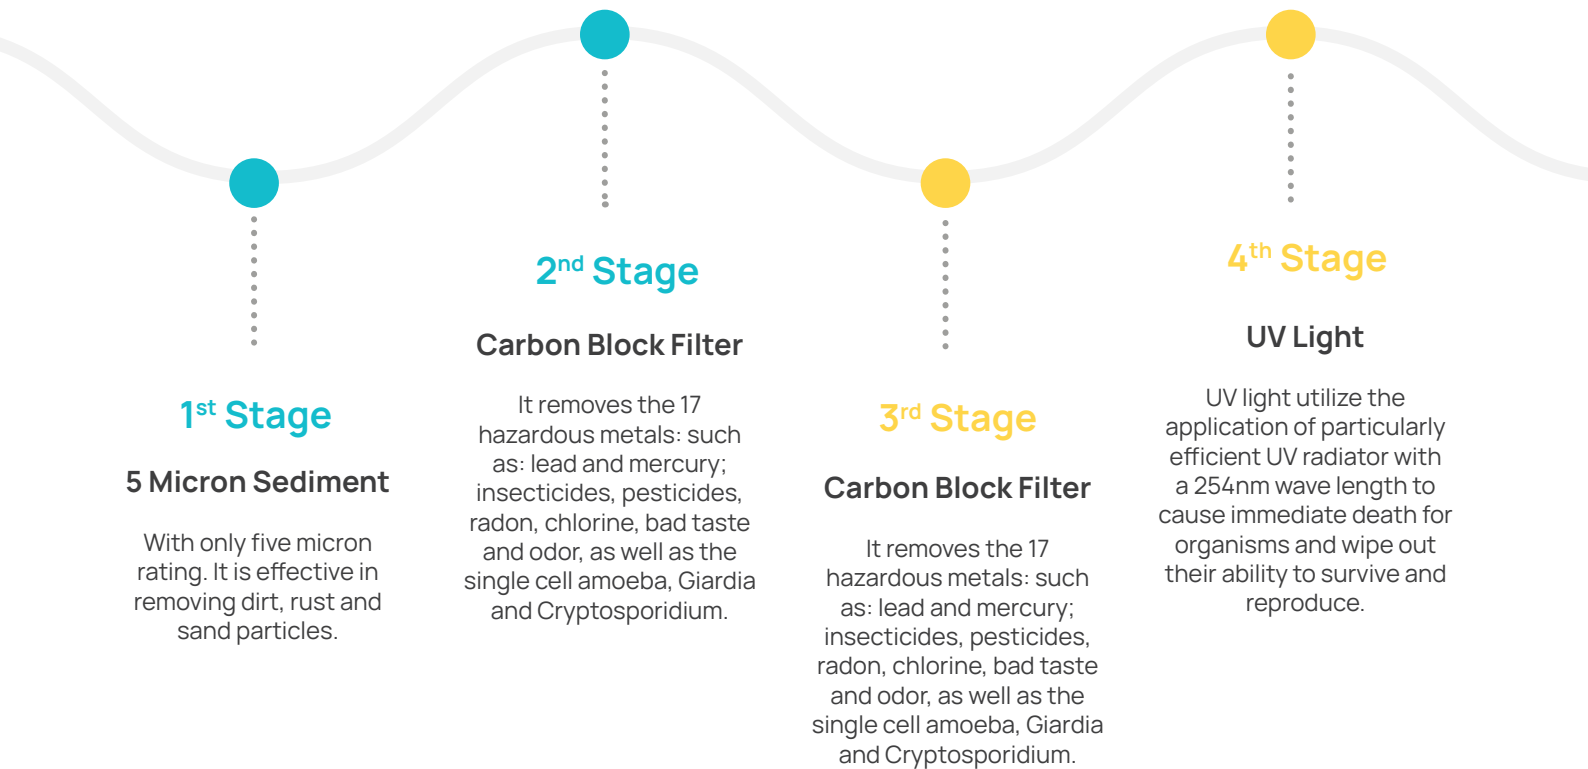 1st Stage
5 Micron Sediment
With only five micron
rating. It is effective in
removing dirt, rust and
sand particles.
2nd Stage
Carbon Block Filter
It removes the 17
hazardous metals: such
as: lead and mercury;
insecticides, pesticides,
radon, chlorine, bad taste
and odor, as well as the
single cell amoeba, Giardia
and Cryptosporidium.
3rd Stage
Carbon Block Filter
It removes the 17
hazardous metals: such
as: lead and mercury;
insecticides, pesticides,
radon, chlorine, bad taste
and odor, as well as the
single cell amoeba, Giardia
and Cryptosporidium.
4th Stage
UV Light
UV light utilize the
application of particularly
efficient UV radiator with
a 254nm wave length to
cause immediate death for
organisms and wipe out
their ability to survive and
reproduce.